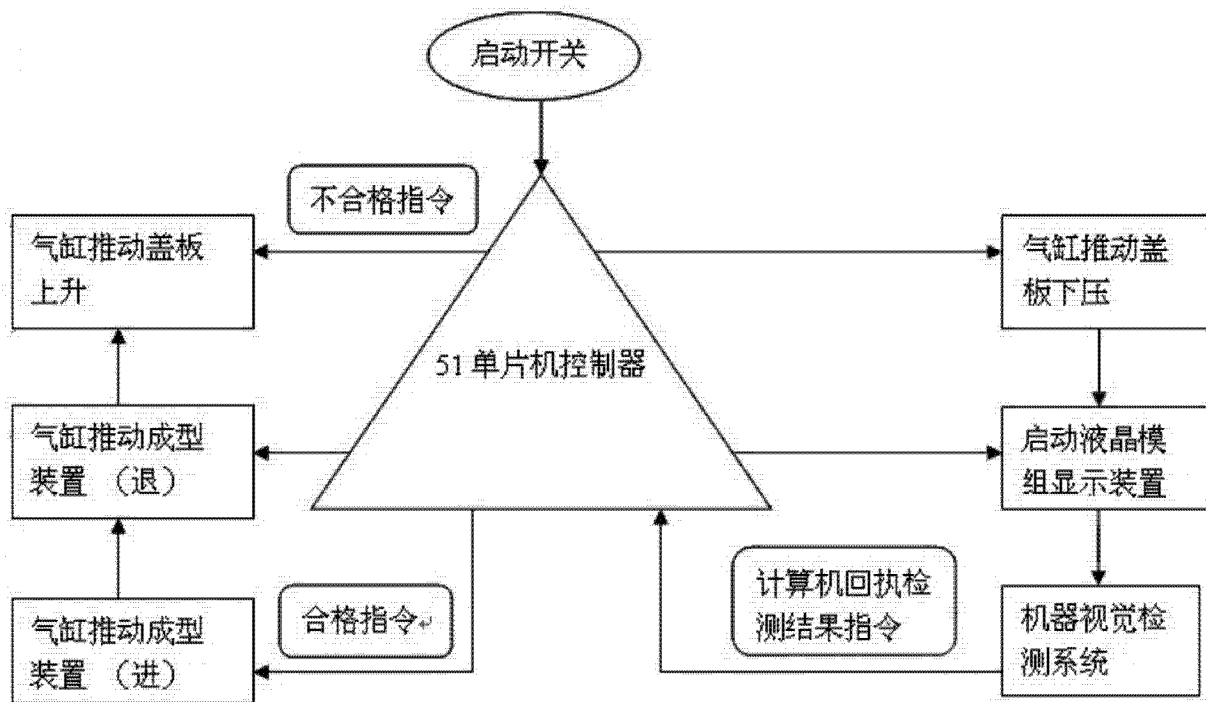 启动开关
不合格指令
气缸推动盖板
上升
气缸推动盖
板下压
51 单片机控制器
气缸推动成型
装置 （退）
启动液晶模
组显示装置
计算机回执检
测结果指令
合格指令↵
气缸推动成型
装置 （进）
机器视觉检
测系统